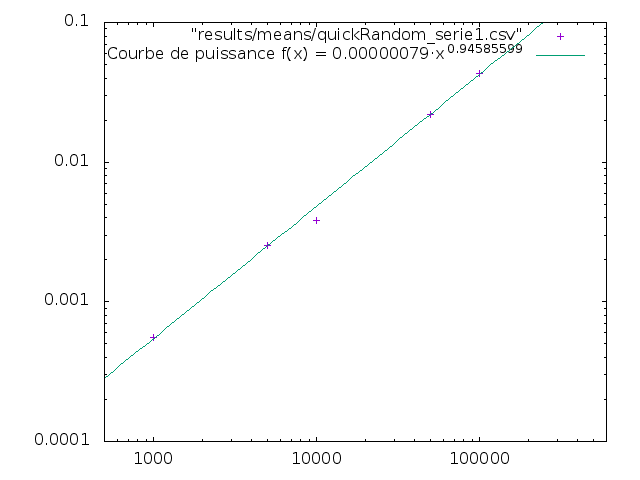 0.1
"results/means/quickRandom_serie1.csv"
Courbe de puissance f(x) = 0.00000079·x^0.94585599
0.01
0.001
0.0001
1000 10000 100000